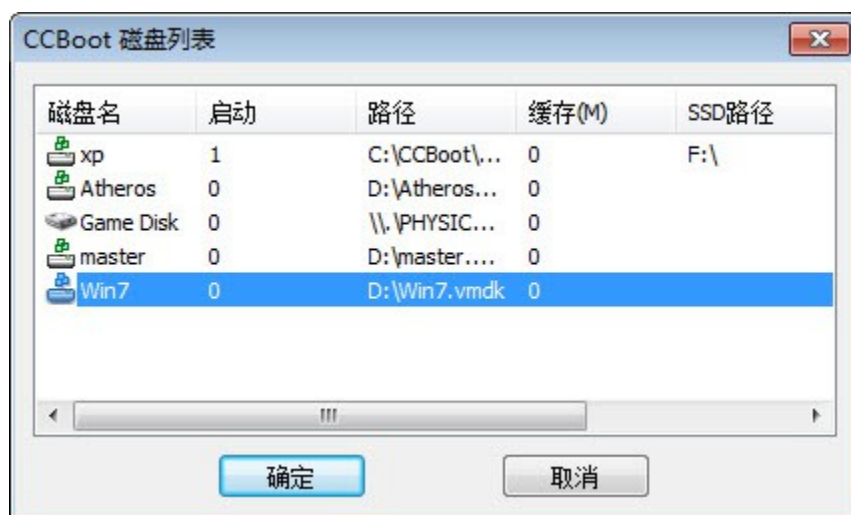 CCBoot 磁盘列表
磁盘名 启动 路径 缓存(M) SSD路径
xp 1 C:\CCBoot\... 0 F:\
Atheros 0 D:\Atheros... 0
Game Disk 0 \\.\PHYSIC... 0
master 0 D:\master.... 0
Win7 0 D:\Win7.vmdk 0
确定 取消